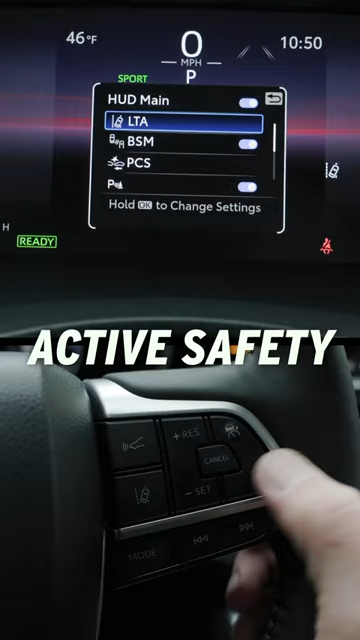 46°F
0
MPH
10:50
SPORT
P
HUD Main
LTA
BSM
PCS
P
Hold OK to Change Settings
H
READY
ACTIVE SAFETY
+ RES
CANCEL
- SET
MODE